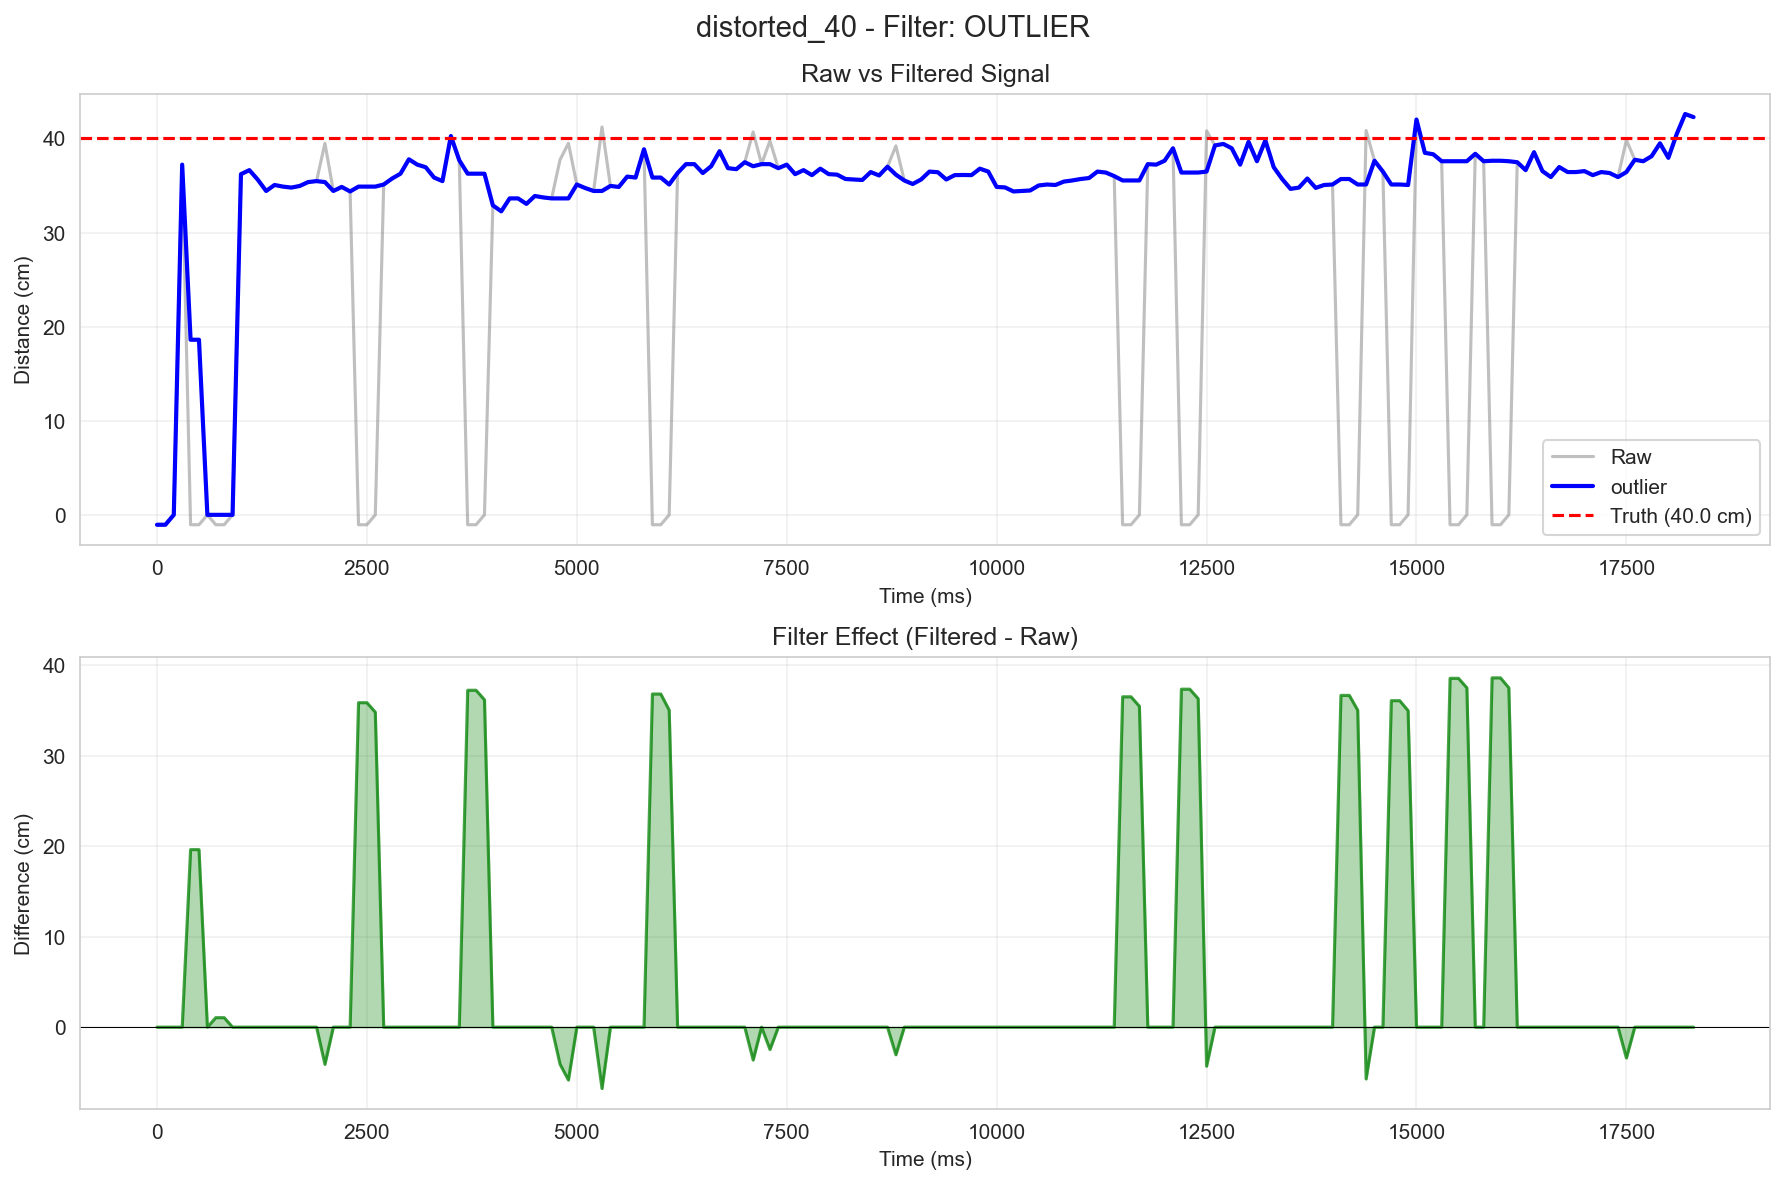 distorted_40 - Filter: OUTLIER
Raw vs Filtered Signal
Distance (cm)
40
30
20
10
0
Raw
outlier
Truth (40.0 cm)
0 2500 5000 7500 10000 12500 15000 17500
Time (ms)
Filter Effect (Filtered - Raw)
Difference (cm)
40
30
20
10
0
0 2500 5000 7500 10000 12500 15000 17500
Time (ms)